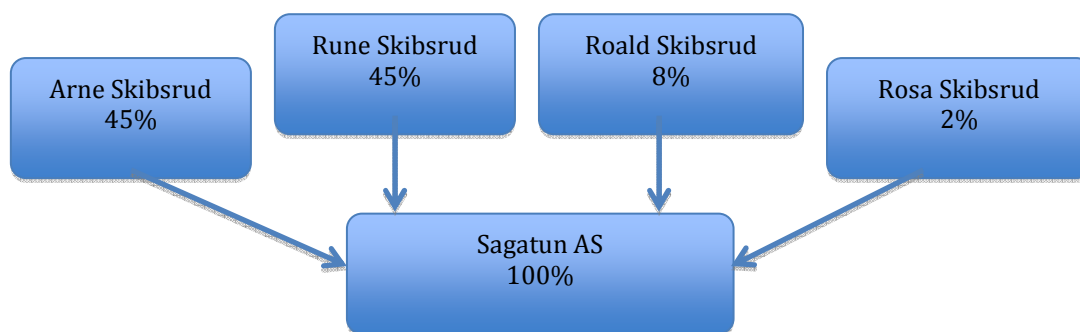 Arne Skibsrud
45%
Rune Skibsrud
45%
Roald Skibsrud
8%
Rosa Skibsrud
2%
Sagatun AS
100%